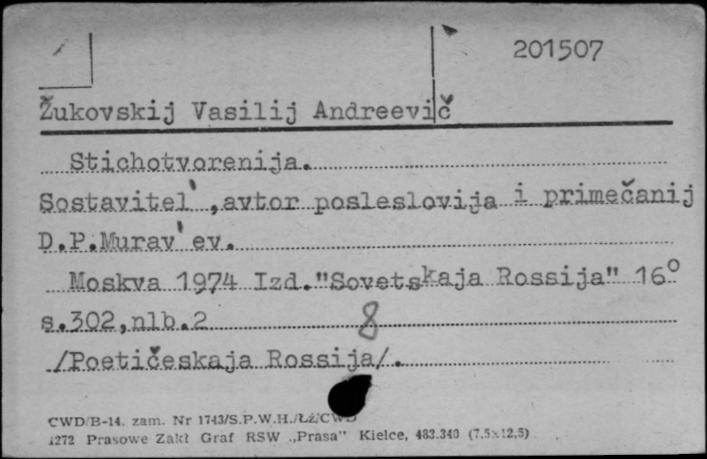 201507
Žukovskij Vasilij Andreevič
Stichotvorenija.
Sostavitel',avtor posleslovija i primečanij
D.P.Murav'ev.
Moskva 1974 Izd."Sovetskaja Rossija" 16°
s.302,nlb.2
8
/Poetičeskaja Rossija/.
CWD/B-14. zam. Nr 1743/S.P.W.H./Łż/CWD
1272 Prasowe Zakł Graf RSW „Prasa" Kielce, 483.340 (7.5x12,5)